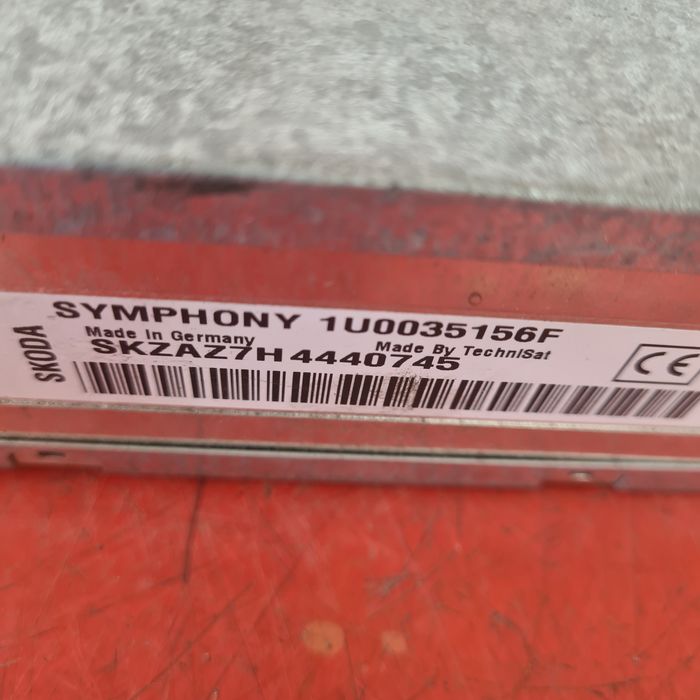 SKODA
SYMPHONY 1U0035156F
Made In Germany Made By TechniSat
SKZAZ7H4440745
CE